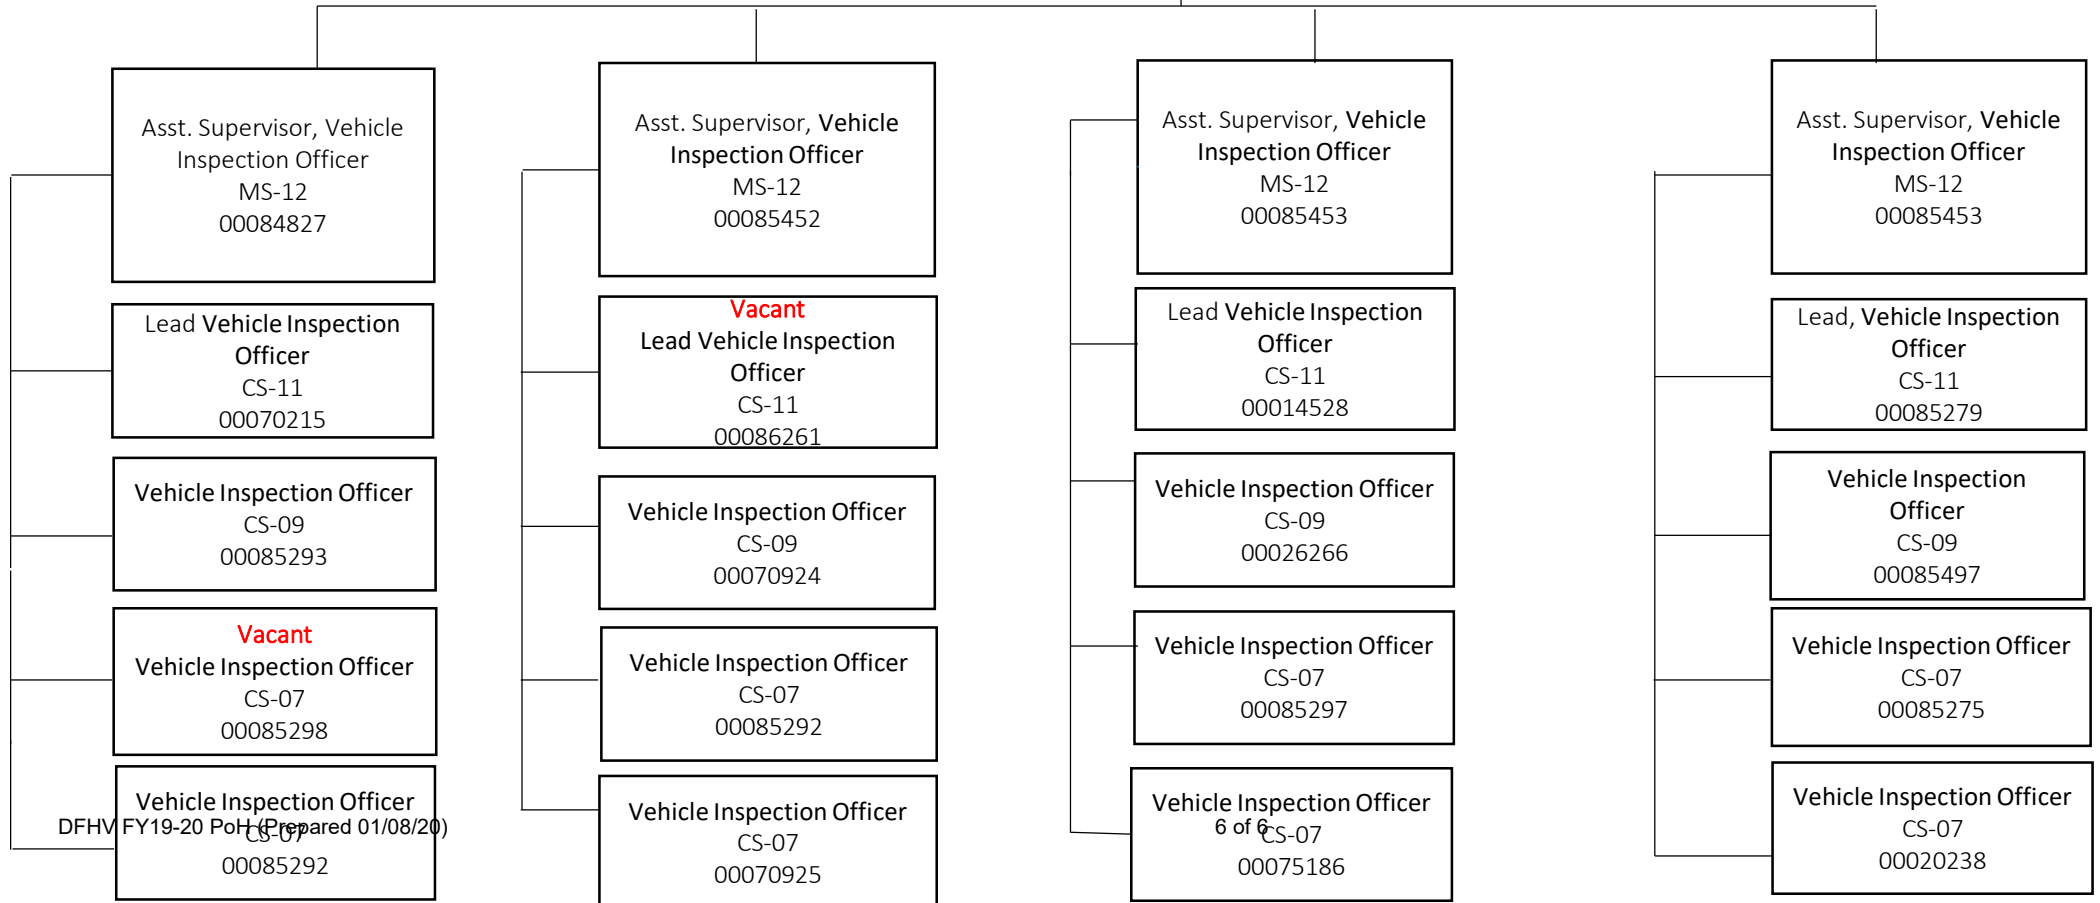 Asst. Supervisor, Vehicle
Inspection Officer
MS-12
00084827
Lead Vehicle Inspection
Officer
CS-11
00070215
Vehicle Inspection Officer
CS-09
00085293
Vacant
Vehicle Inspection Officer
CS-07
00085298
Vehicle Inspection Officer
CS-07
00085292
Asst. Supervisor, Vehicle
Inspection Officer
MS-12
00085452
Vacant
Lead Vehicle Inspection
Officer
CS-11
00086261
Vehicle Inspection Officer
CS-09
00070924
Vehicle Inspection Officer
CS-07
00085292
Vehicle Inspection Officer
CS-07
00070925
Asst. Supervisor, Vehicle
Inspection Officer
MS-12
00085453
Lead Vehicle Inspection
Officer
CS-11
00014528
Vehicle Inspection Officer
CS-09
00026266
Vehicle Inspection Officer
CS-07
00085297
Vehicle Inspection Officer
CS-07
00075186
Asst. Supervisor, Vehicle
Inspection Officer
MS-12
00085453
Lead, Vehicle Inspection
Officer
CS-11
00085279
Vehicle Inspection
Officer
CS-09
00085497
Vehicle Inspection Officer
CS-07
00085275
Vehicle Inspection Officer
CS-07
00020238
DFHV FY19-20 PoH (Prepared 01/08/20)
6 of 6